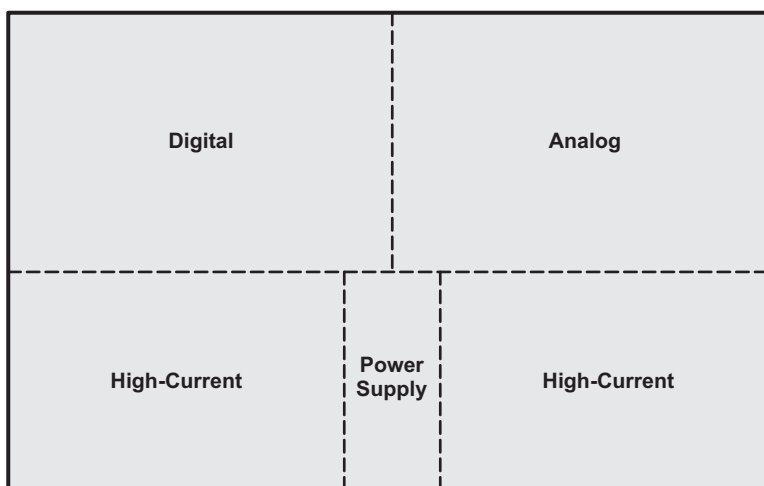 Digital
Analog
High-Current
Power
Supply
High-Current